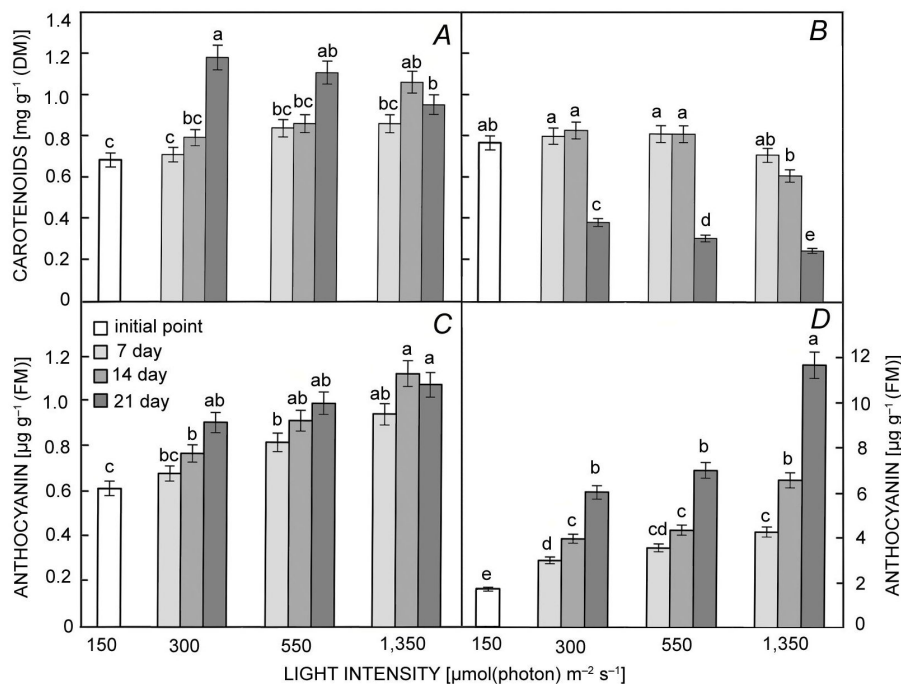 1.4
1.2
1.0
0.8
0.6
0.4
0.2
0
CAROTENOIDS [mg g⁻¹ (DM)]
A
c
c
bc
a
bc
bc
ab
bc
ab
b
B
ab
a
a
c
a
a
d
ab
b
e
1.2
1.0
0.8
0.6
0.4
0.2
0
ANTHOCYANIN [µg g⁻¹ (FM)]
C
initial point
7 day
14 day
21 day
c
bc
b
ab
b
ab
ab
ab
a
a
D
e
d
c
b
cd
c
b
c
b
a
12
10
8
6
4
2
0
ANTHOCYANIN [µg g⁻¹ (FM)]
150 300 550 1,350 150 300 550 1,350
LIGHT INTENSITY [µmol(photon) m⁻² s⁻¹]